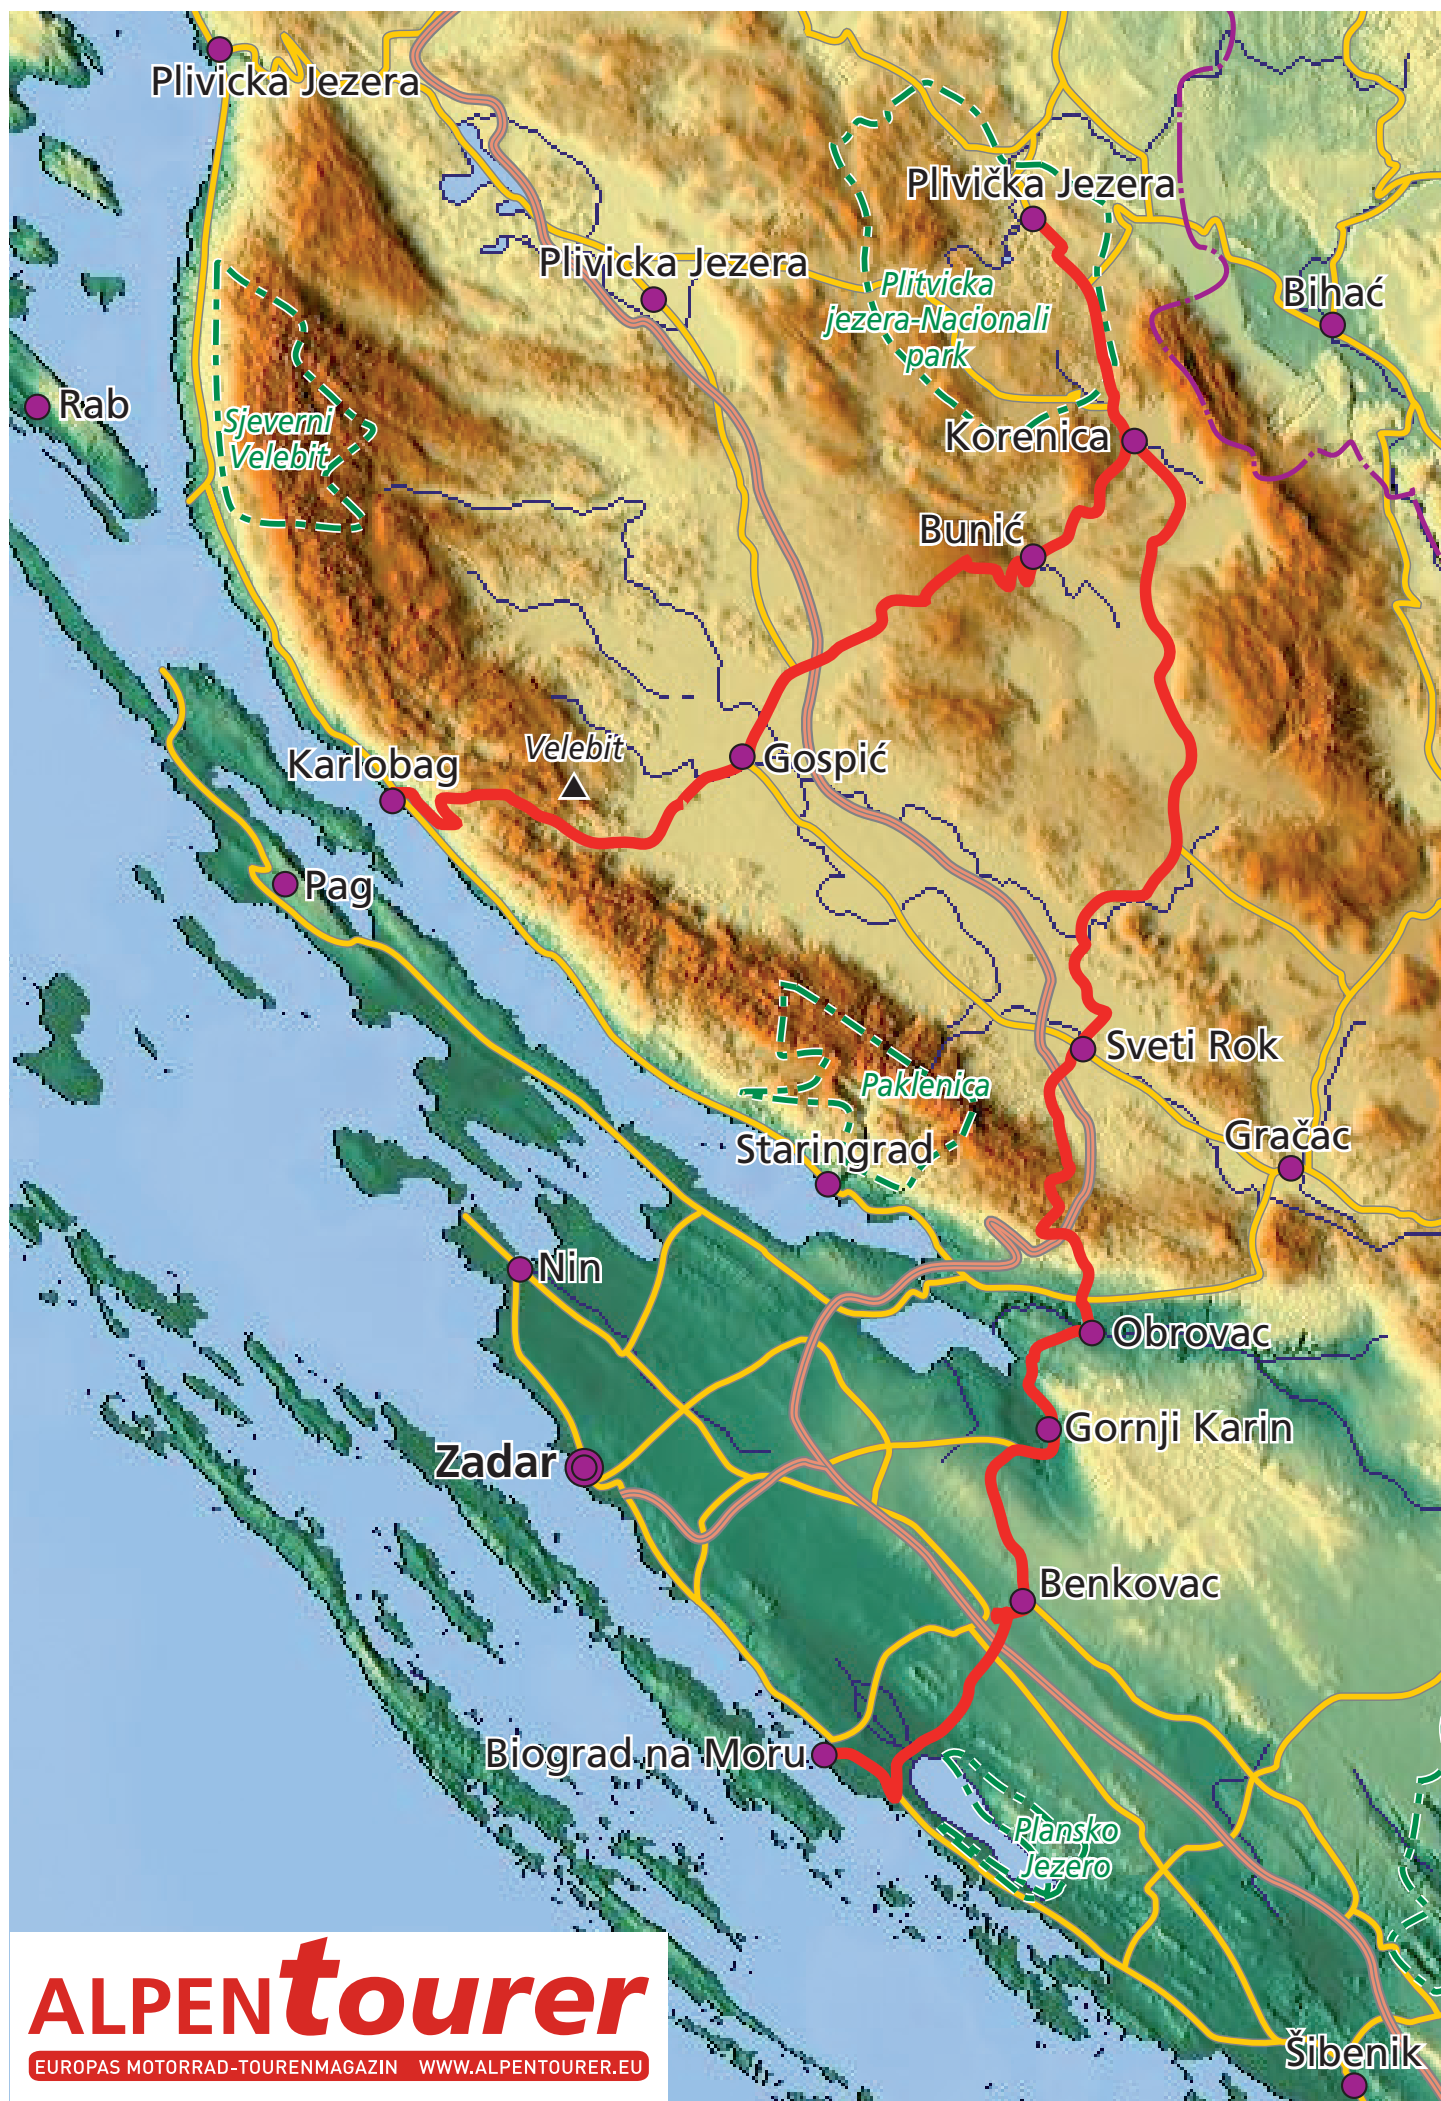 Plivicka Jezera
Plivička Jezera
Plivicka Jezera
Plitvicka
jezera-Nacionali
park
Bihać
Rab
Sjeverni
Velebit
Korenica
Bunić
Karlobag
Velebit
Gospić
Pag
Sveti Rok
Paklenica
Staringrad
Gračac
Nin
Obrovac
Gornji Karin
Zadar
Benkovac
Biograd na Moru
Plansko
Jezero
Šibenik
ALPENtourer
EUROPAS MOTORRAD-TOURENMAGAZIN WWW.ALPENTOURER.EU